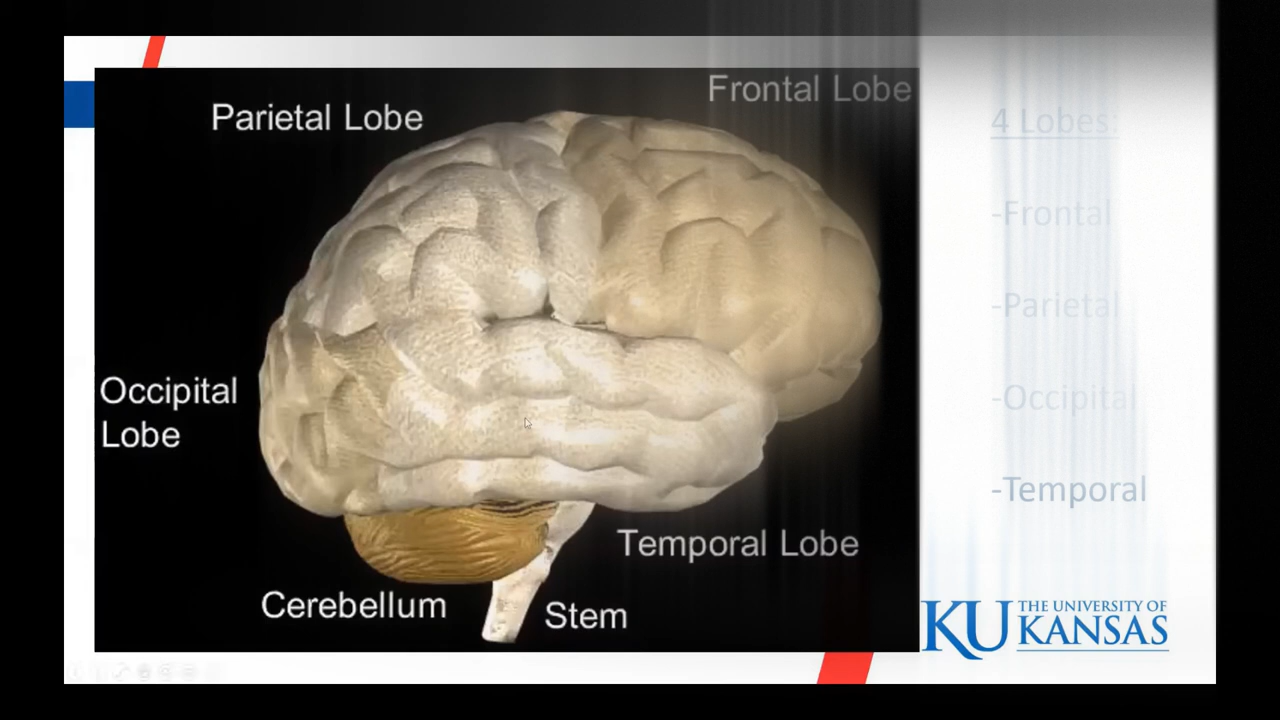 Parietal Lobe
Frontal Lobe
Occipital
Lobe
Temporal Lobe
Cerebellum
Stem
4 Lobes:
-Frontal
-Parietal
-Occipital
-Temporal
KU THE UNIVERSITY OF
KANSAS